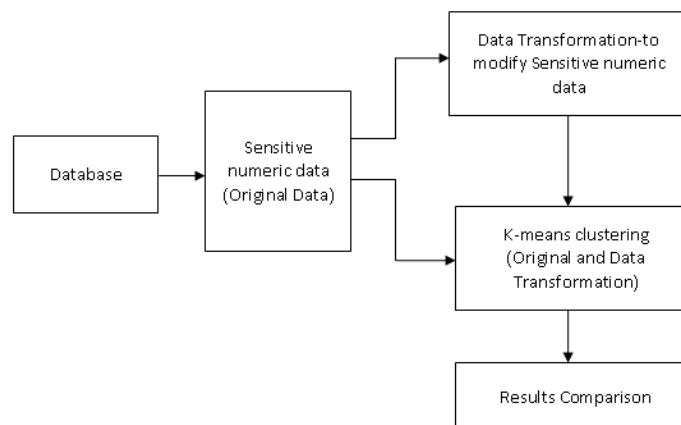 Database
Sensitive
numeric data
(Original Data)
Data Transformation-to
modify Sensitive numeric
data
K-means clustering
(Original and Data
Transformation)
Results Comparison